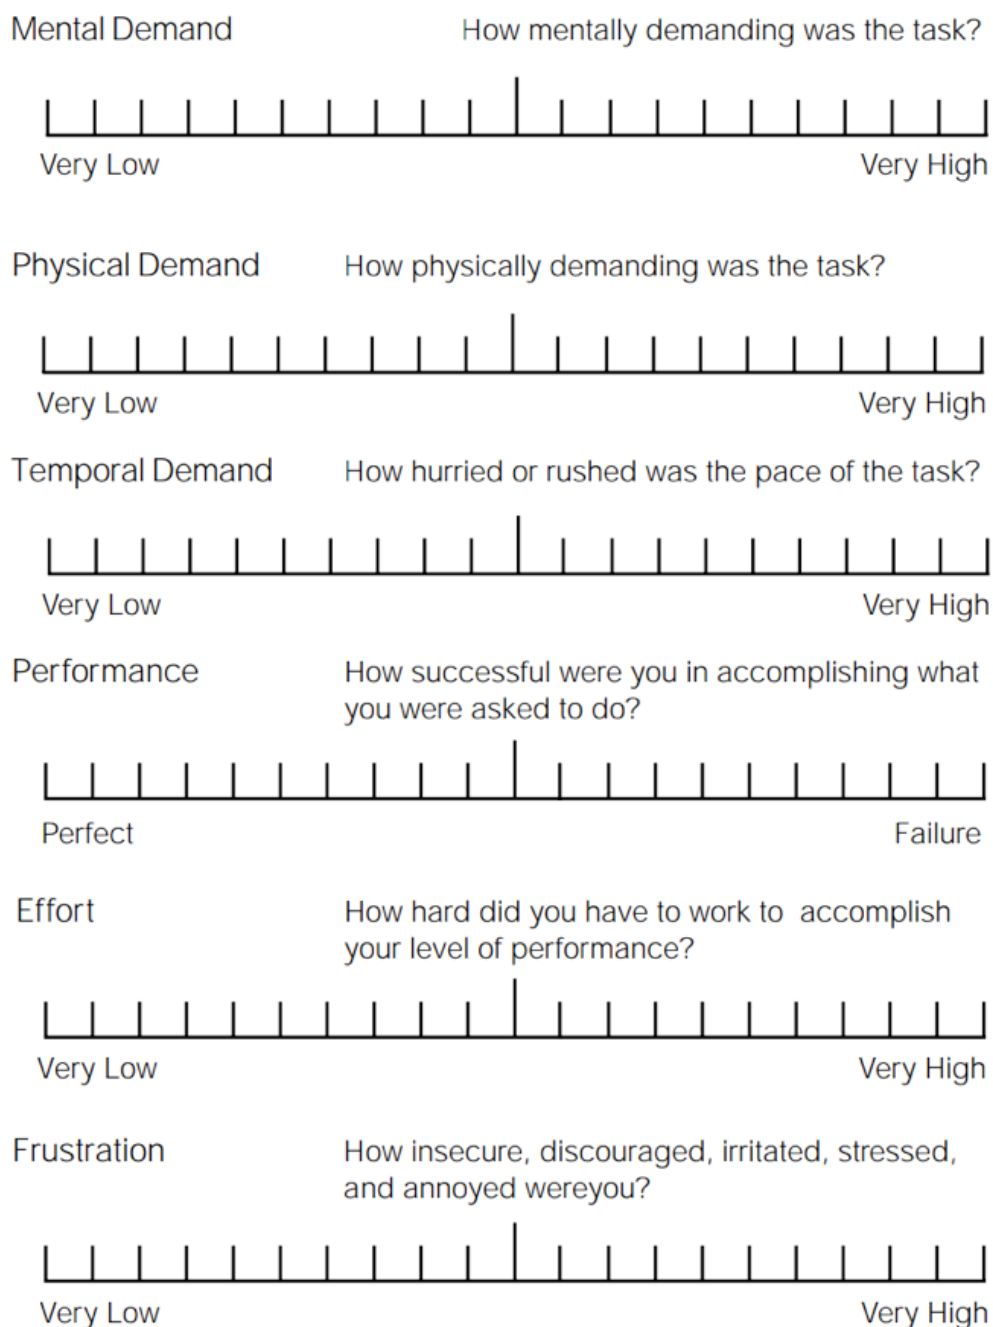 Mental Demand How mentally demanding was the task?
Very Low Very High
Physical Demand How physically demanding was the task?
Very Low Very High
Temporal Demand How hurried or rushed was the pace of the task?
Very Low Very High
Performance How successful were you in accomplishing what
you were asked to do?
Perfect Failure
Effort How hard did you have to work to accomplish
your level of performance?
Very Low Very High
Frustration How insecure, discouraged, irritated, stressed,
and annoyed wereyou?
Very Low Very High